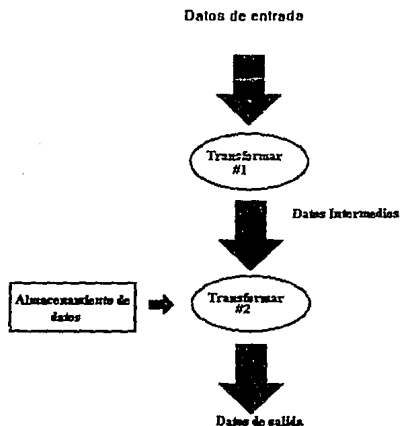 Datos de entrada
Transformar
#1
Datos Intermedios
Almacenamiento de
datos
Transformar
#2
Datos de salida